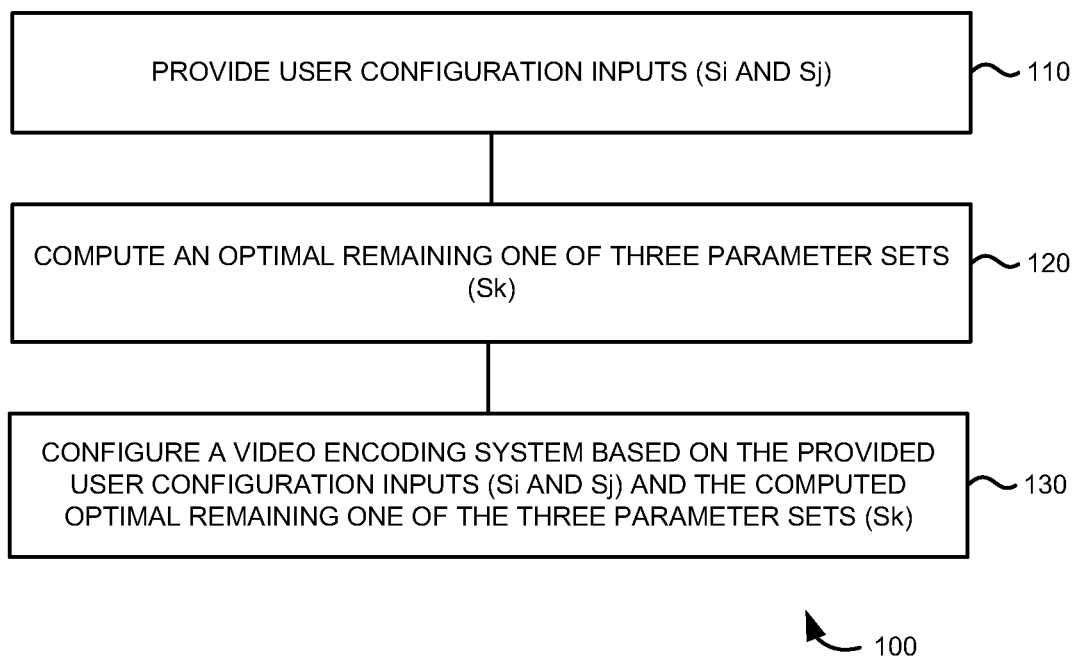 PROVIDE USER CONFIGURATION INPUTS (Si AND Sj)
110
COMPUTE AN OPTIMAL REMAINING ONE OF THREE PARAMETER SETS
(Sk)
120
CONFIGURE A VIDEO ENCODING SYSTEM BASED ON THE PROVIDED
USER CONFIGURATION INPUTS (Si AND Sj) AND THE COMPUTED
OPTIMAL REMAINING ONE OF THE THREE PARAMETER SETS (Sk)
130
100